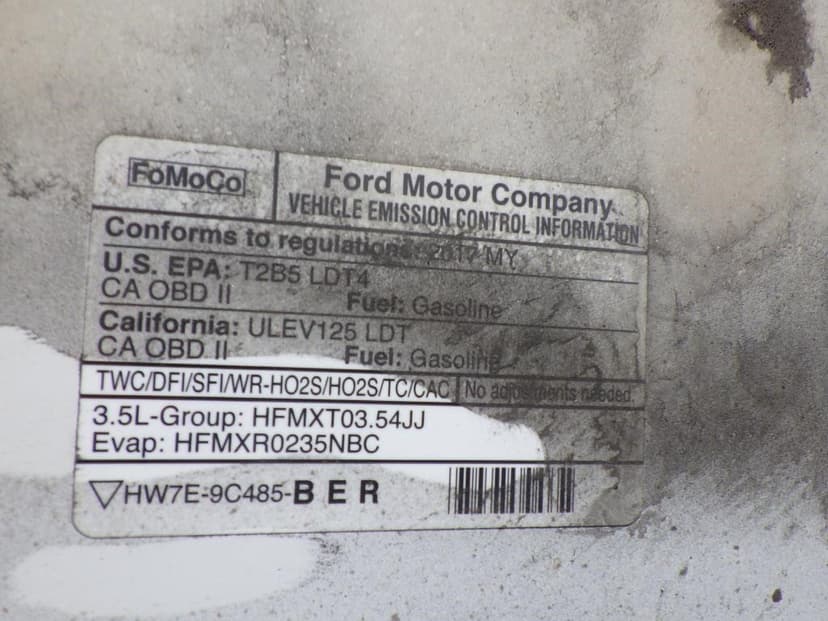 FoMoCo
Ford Motor Company
VEHICLE EMISSION CONTROL INFORMATION
Conforms to regulations: 2017 MY
U.S. EPA: T2B5 LDT4
CA OBD II Fuel: Gasoline
California: ULEV125 LDT
CA OBD II Fuel: Gasoline
TWC/DFI/SFI/WR-HO2S/HO2S/TC/CAC No adjustments needed.
3.5L-Group: HFMXT03.54JJ
Evap: HFMXR0235NBC
HW7E-9C485-BER